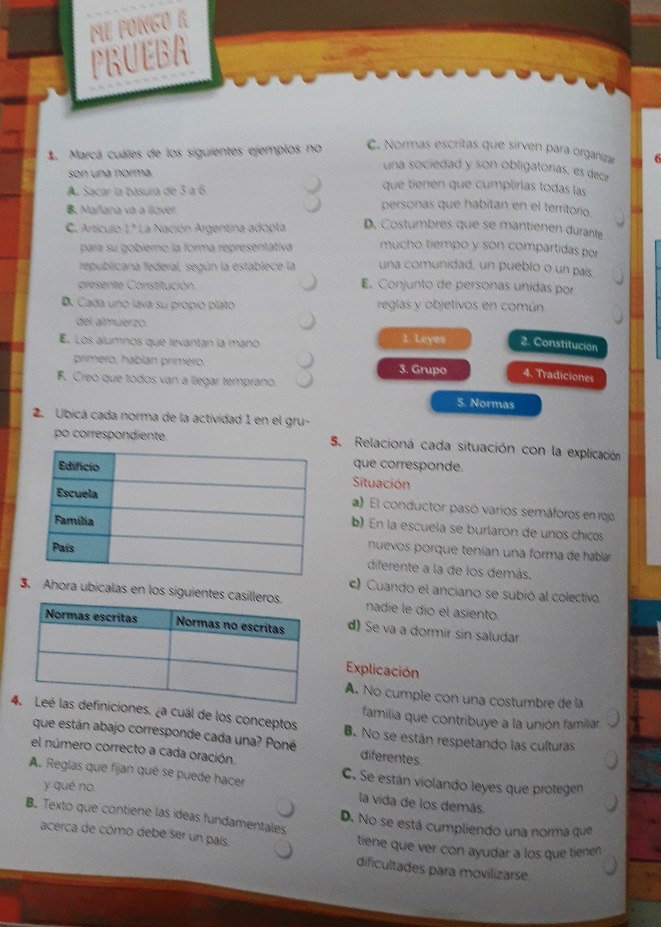 ME PONGO A
PRUEBA
1. Marcá cuáles de los siguientes ejemplos no
son una norma.
A. Sacar la basura de 3 a 6.
B. Mañana va a llover.
C. Artículo 1.º La Nación Argentina adopta
para su gobierno la forma representativa
republicana federal, según la establece la
presente Constitución.
D. Cada uno lava su propio plato
del almuerzo.
E. Los alumnos que levantan la mano
primero, hablan primero.
F. Creo que todos van a llegar temprano.
2. Ubicá cada norma de la actividad 1 en el gru-
po correspondiente.
Edificio
Escuela
Familia
País
3. Ahora ubicalas en los siguientes casilleros.
Normas escritas Normas no escritas
4. Leé las definiciones, ¿a cuál de los conceptos
que están abajo corresponde cada una? Poné
el número correcto a cada oración.
A. Reglas que fijan qué se puede hacer
y qué no.
B. Texto que contiene las ideas fundamentales
acerca de cómo debe ser un país.
C. Normas escritas que sirven para organizar
una sociedad y son obligatorias, es decir
que tienen que cumplirlas todas las
personas que habitan en el territorio.
D. Costumbres que se mantienen durante
mucho tiempo y son compartidas por
una comunidad, un pueblo o un país.
E. Conjunto de personas unidas por
reglas y objetivos en común.
1. Leyes
2. Constitución
3. Grupo
4. Tradiciones
5. Normas
5. Relacioná cada situación con la explicación
que corresponde.
Situación
a) El conductor pasó varios semáforos en rojo.
b) En la escuela se burlaron de unos chicos
nuevos porque tenían una forma de hablar
diferente a la de los demás.
c) Cuando el anciano se subió al colectivo,
nadie le dio el asiento.
d) Se va a dormir sin saludar.
Explicación
A. No cumple con una costumbre de la
familia que contribuye a la unión familiar.
B. No se están respetando las culturas
diferentes.
C. Se están violando leyes que protegen
la vida de los demás.
D. No se está cumpliendo una norma que
tiene que ver con ayudar a los que tienen
dificultades para movilizarse.
6